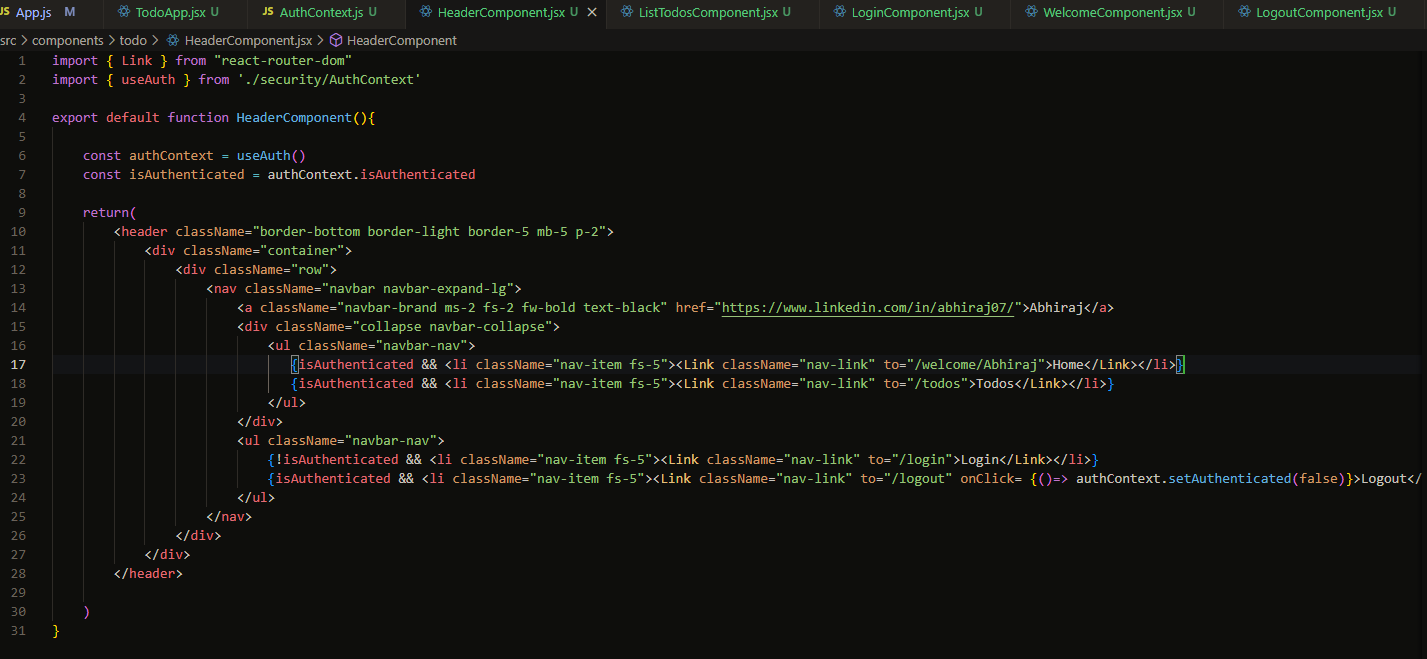 JS App.js M TodoApp.jsx U JS AuthContext.js U HeaderComponent.jsx U ListTodosComponent.jsx U LoginComponent.jsx U WelcomeComponent.jsx U LogoutComponent.jsx U
src > components > todo > HeaderComponent.jsx > HeaderComponent
1 import { Link } from "react-router-dom"
2 import { useAuth } from './security/AuthContext'
3
4 export default function HeaderComponent(){
5
6     const authContext = useAuth()
7     const isAuthenticated = authContext.isAuthenticated
8
9     return(
10         <header className="border-bottom border-light border-5 mb-5 p-2">
11             <div className="container">
12                 <div className="row">
13                     <nav className="navbar navbar-expand-lg">
14                         <a className="navbar-brand ms-2 fs-2 fw-bold text-black" href="https://www.linkedin.com/in/abhiraj07/">Abhiraj</a>
15                         <div className="collapse navbar-collapse">
16                             <ul className="navbar-nav">
17                                 {isAuthenticated && <li className="nav-item fs-5"><Link className="nav-link" to="/welcome/Abhiraj">Home</Link></li>}
18                                 {isAuthenticated && <li className="nav-item fs-5"><Link className="nav-link" to="/todos">Todos</Link></li>}
19                             </ul>
20                         </div>
21                         <ul className="navbar-nav">
22                             {!isAuthenticated && <li className="nav-item fs-5"><Link className="nav-link" to="/login">Login</Link></li>}
23                             {isAuthenticated && <li className="nav-item fs-5"><Link className="nav-link" to="/logout" onClick= {()=> authContext.setAuthenticated(false)}>Logout</
24                         </ul>
25                     </nav>
26                 </div>
27             </div>
28         </header>
29
30     )
31 }